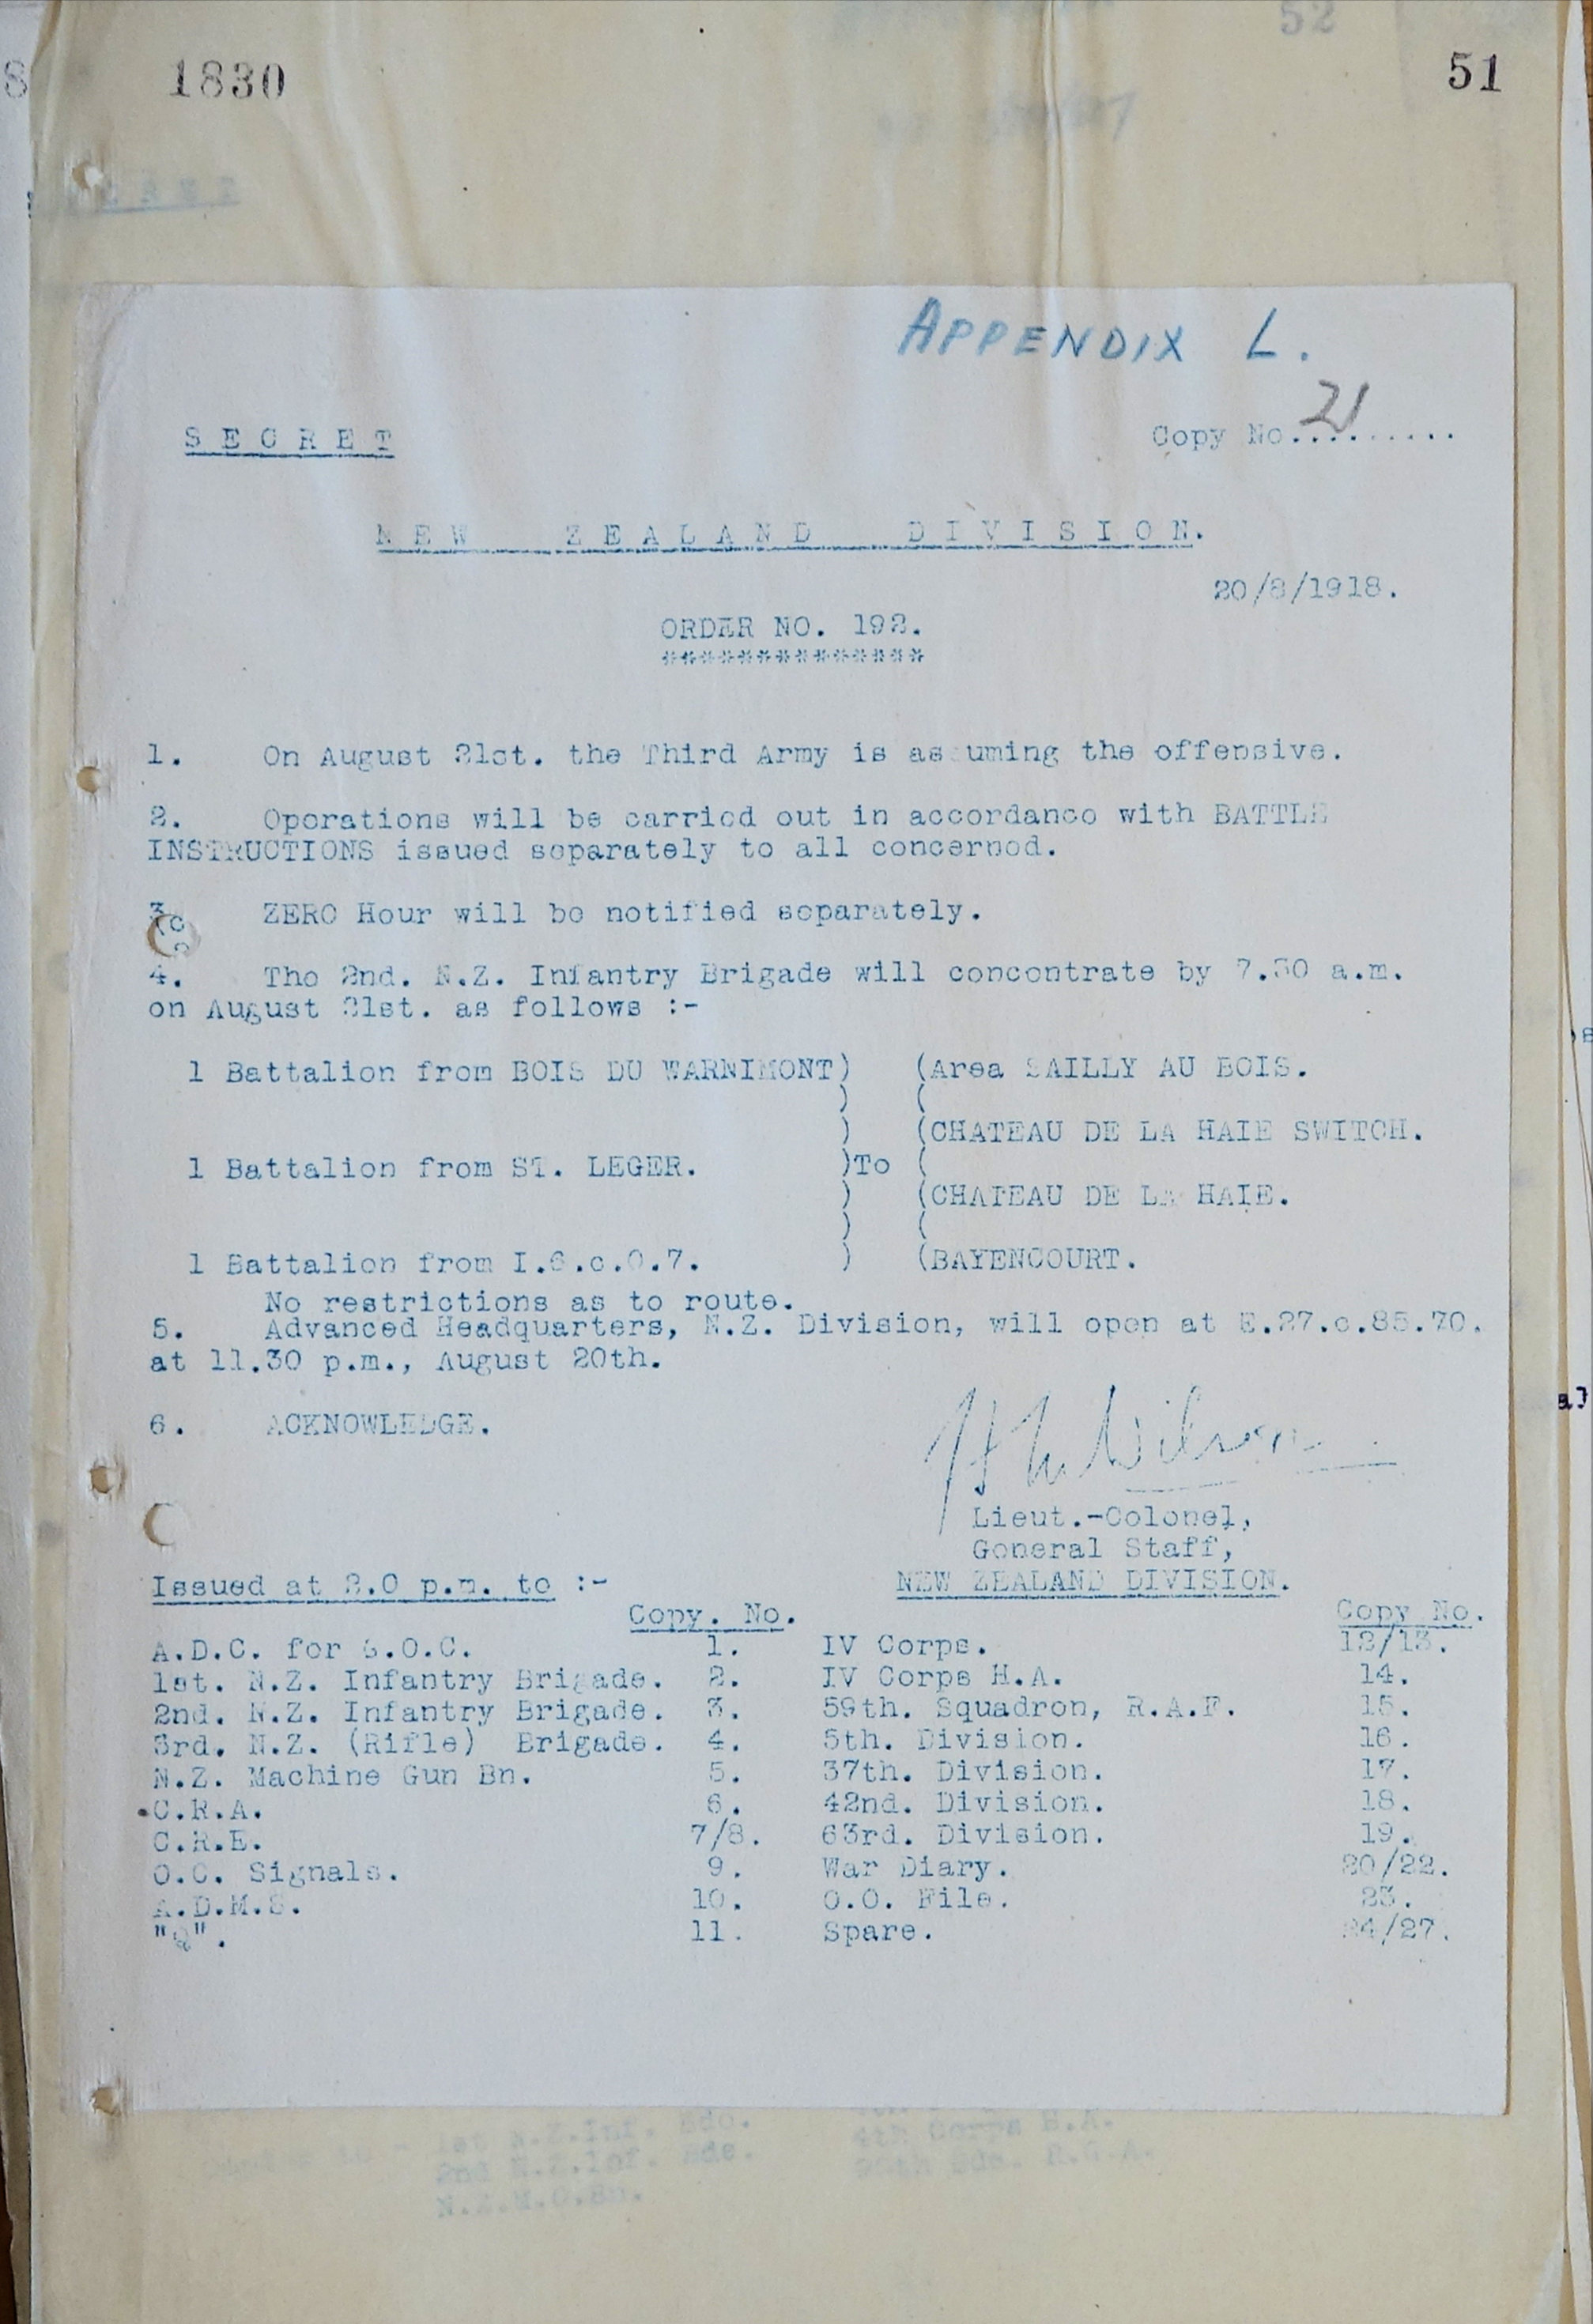 1830
51
APPENDIX L.
SECRET
Copy No.21........
NEW ZEALAND DIVISION.
20/8/1918.
ORDER NO. 192.
**************
1. On August 21st. the Third Army is as uming the offensive.
2. Operations will be carried out in accordance with BATTLE
INSTRUCTIONS issued separately to all concerned.
3. ZERO Hour will be notified separately.
4. The 2nd. N.Z. Infantry Brigade will concentrate by 7.30 a.m.
on August 21st. as follows :-
1 Battalion from BOIS DU WARNIMONT) (Area SAILLY AU BOIS.
) (
) (CHATEAU DE LA HAIE SWITCH.
1 Battalion from ST. LEGER. )To (
) (CHATEAU DE LA HAIE.
) (
1 Battalion from I.6.c.0.7. ) (BAYENCOURT.
No restrictions as to route.
5. Advanced Headquarters, N.Z. Division, will open at E.27.c.85.70.
at 11.30 p.m., August 20th.
6. ACKNOWLEDGE.
Wilson
Lieut.-Colonel,
General Staff,
Issued at 2.0 p.m. to :- NEW ZEALAND DIVISION.
Copy. No. Copy No.
A.D.C. for G.O.C. 1. IV Corps. 12/13.
1st. N.Z. Infantry Brigade. 2. IV Corps H.A. 14.
2nd. N.Z. Infantry Brigade. 3. 59th. Squadron, R.A.F. 15.
3rd. N.Z. (Rifle) Brigade. 4. 5th. Division. 16.
N.Z. Machine Gun Bn. 5. 37th. Division. 17.
C.R.A. 6. 42nd. Division. 18.
C.R.E. 7/8. 63rd. Division. 19.
O.C. Signals. 9. War Diary. 20/22.
A.D.M.S. 10. O.O. File. 23.
"Q". 11. Spare. 24/27.